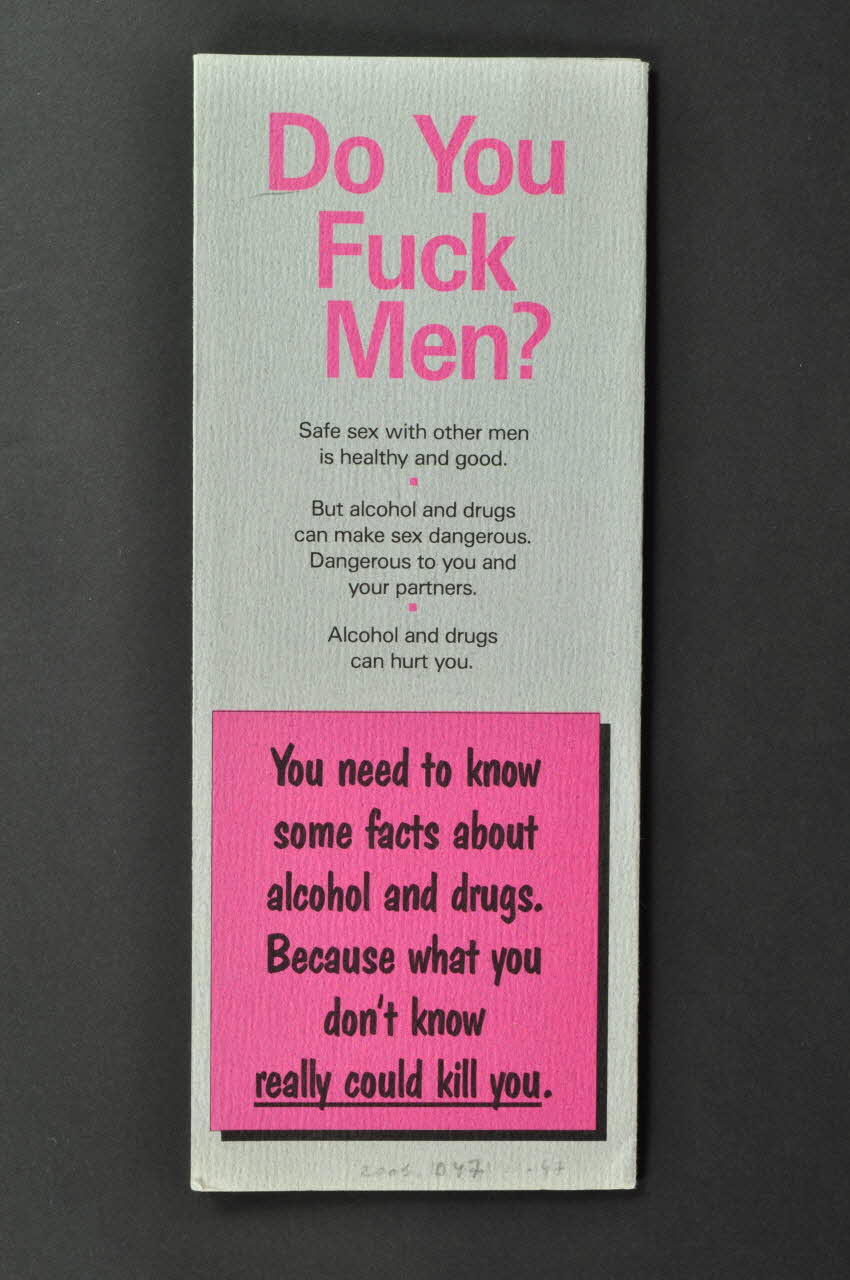 Do You
Fuck
Men?
Safe sex with other men
is healthy and good.
But alcohol and drugs
can make sex dangerous.
Dangerous to you and
your partners.
Alcohol and drugs
can hurt you.
You need to know
some facts about
alcohol and drugs.
Because what you
don't know
really could kill you.